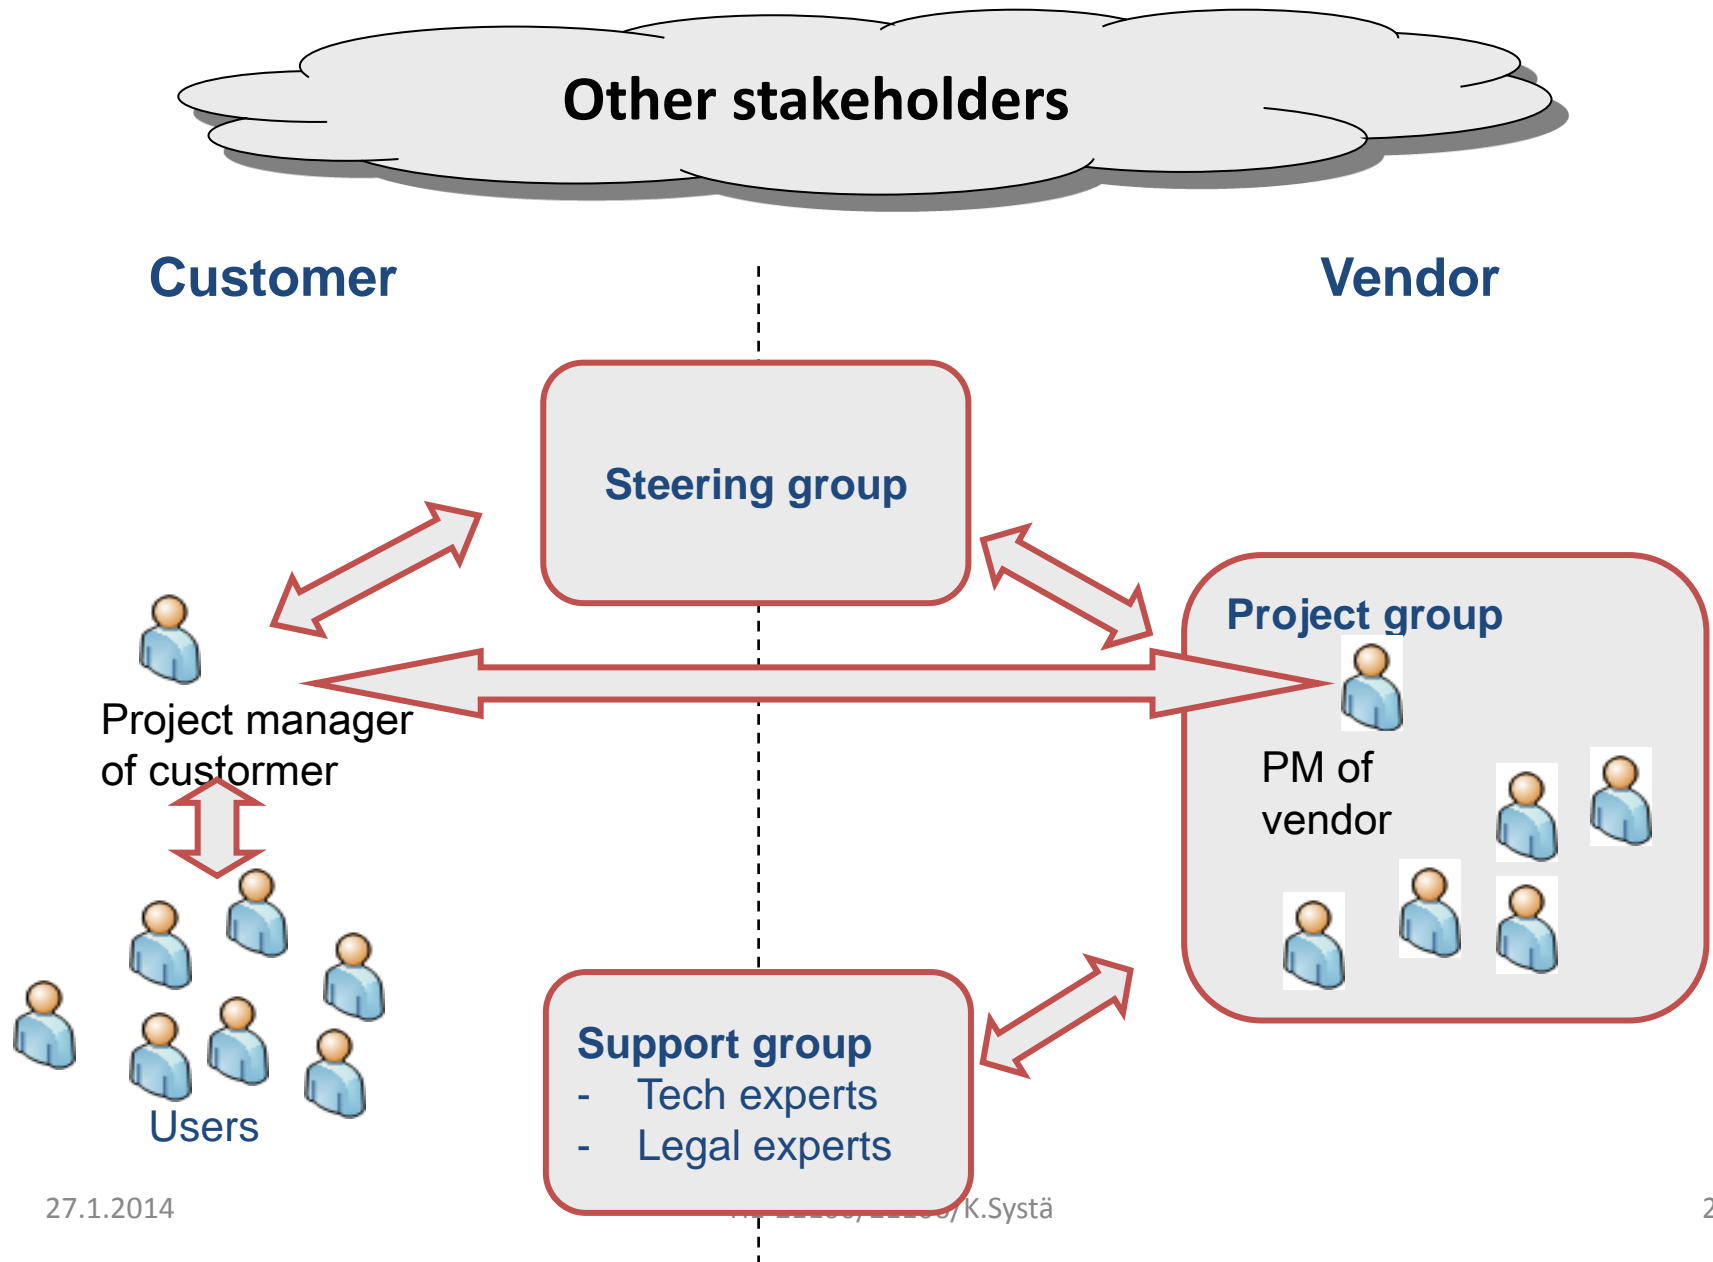 Other stakeholders
Customer
Vendor
Steering group
Project group
Project manager
of custormer
PM of
vendor
Support group
- Tech experts
- Legal experts
Users
27.1.2014
/K.Systä
2